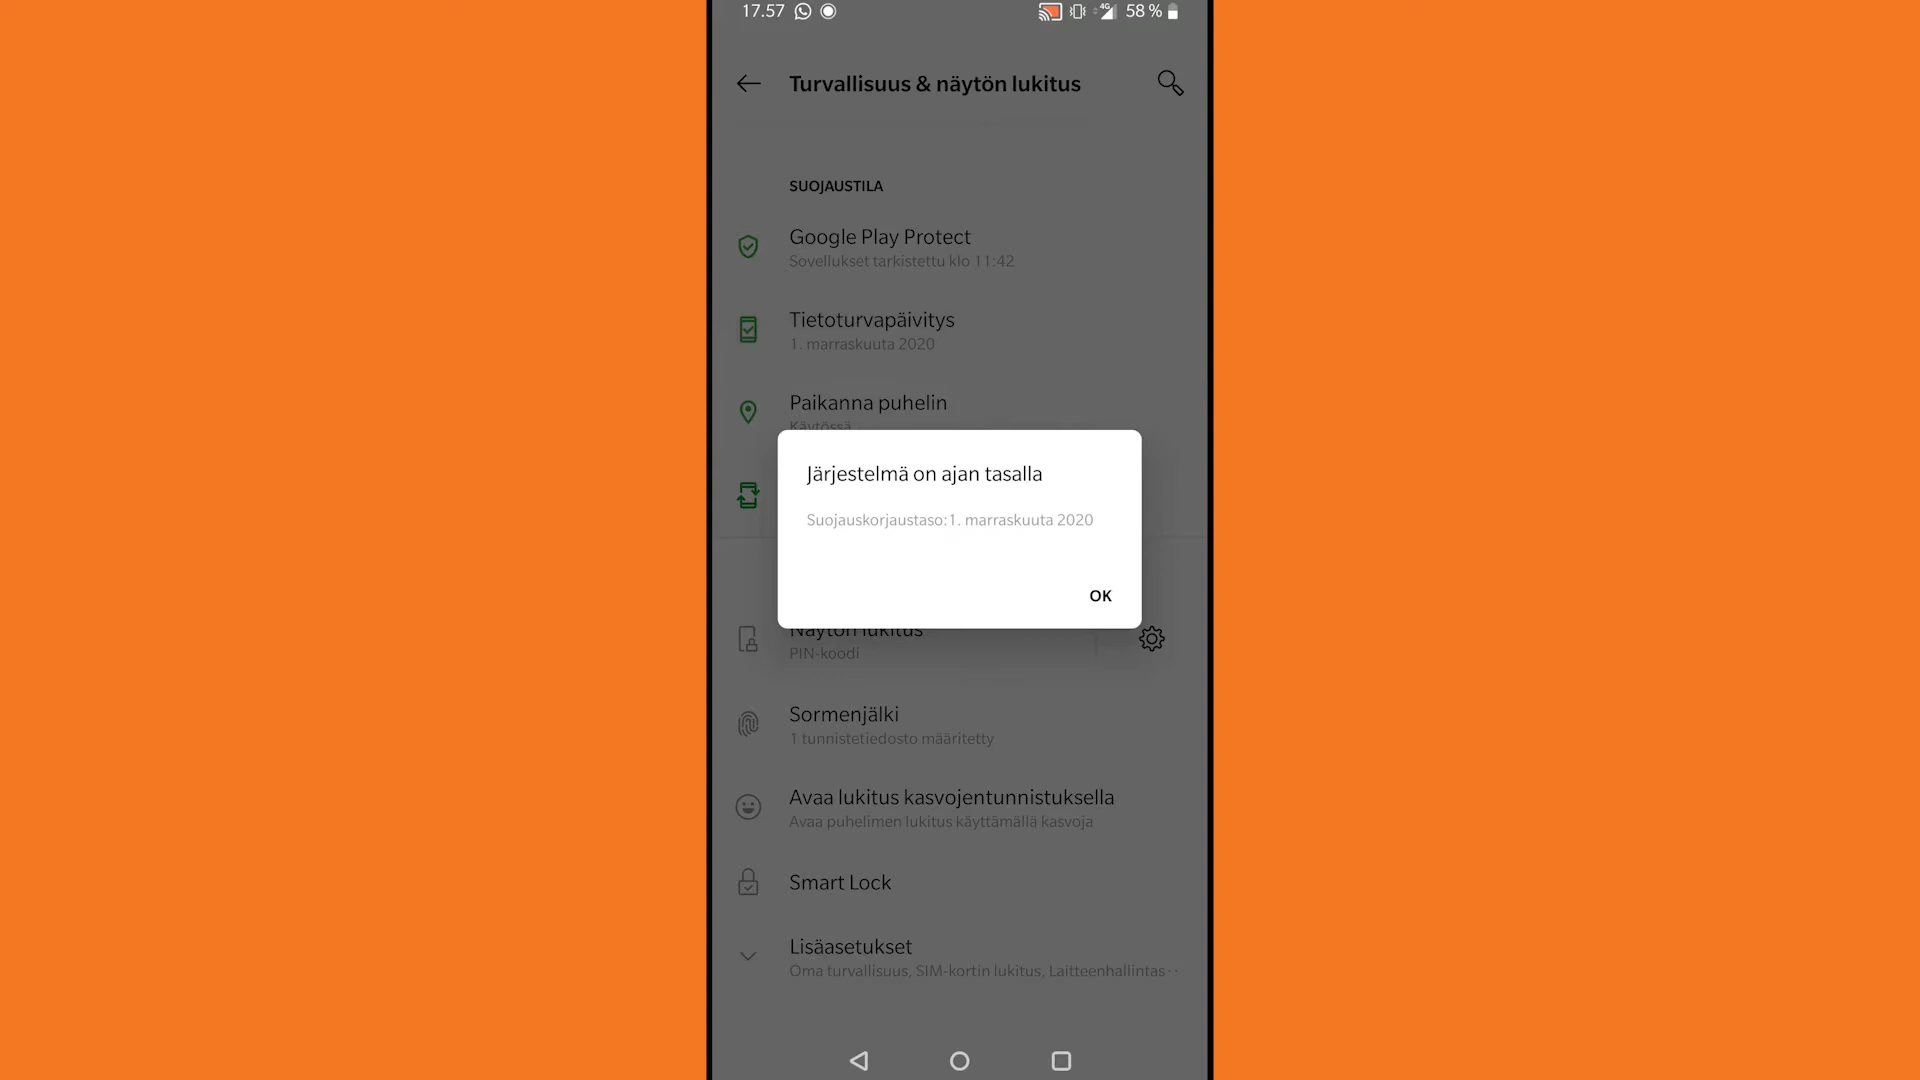 17.57 4G 58 %
Turvallisuus & näytön lukitus
SUOJAUSTILA
Google Play Protect
Sovellukset tarkistettu klo 11:42
Tietoturvapäivitys
1. marraskuuta 2020
Paikanna puhelin
Käytössä
Järjestelmä on ajan tasalla
Suojauskorjaustaso:1. marraskuuta 2020
OK
Näytön lukitus
PIN-koodi
Sormenjälki
1 tunnistetiedosto määritetty
Avaa lukitus kasvojentunnistuksella
Avaa puhelimen lukitus käyttämällä kasvoja
Smart Lock
Lisäasetukset
Oma turvallisuus, SIM-kortin lukitus, Laitteenhallintas··